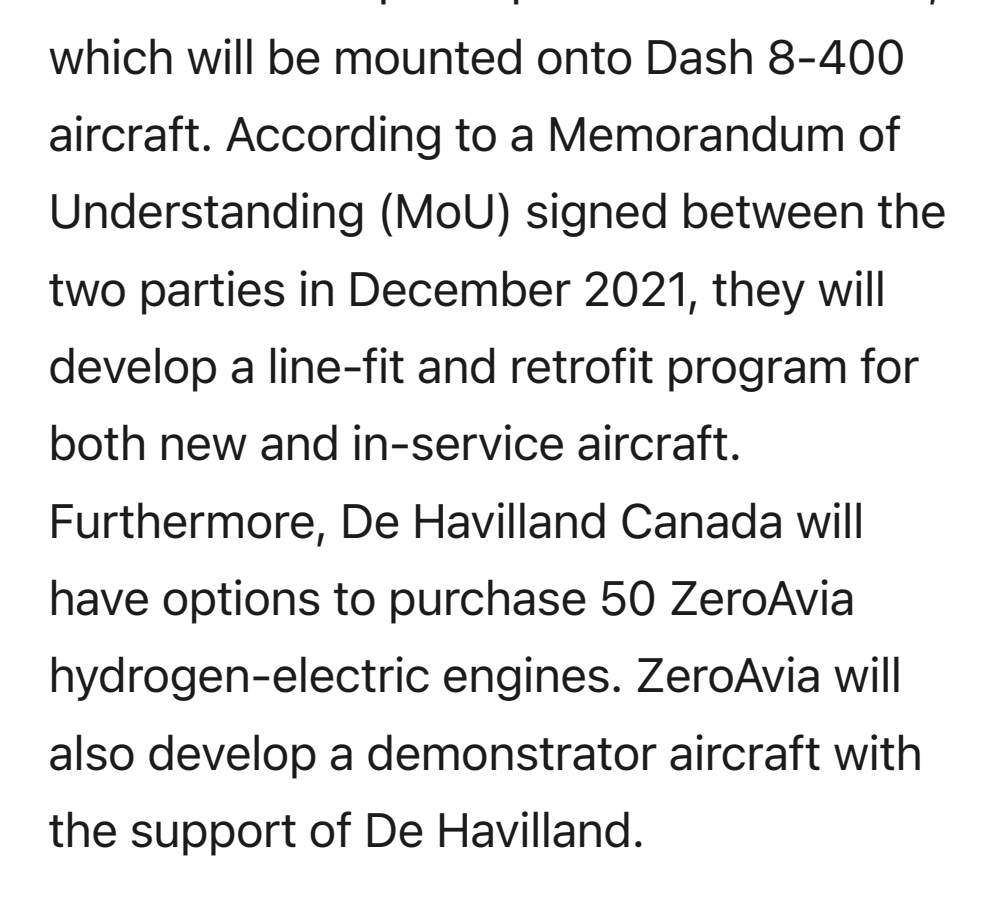 which will be mounted onto Dash 8-400
aircraft. According to a Memorandum of
Understanding (MoU) signed between the
two parties in December 2021, they will
develop a line-fit and retrofit program for
both new and in-service aircraft.
Furthermore, De Havilland Canada will
have options to purchase 50 ZeroAvia
hydrogen-electric engines. ZeroAvia will
also develop a demonstrator aircraft with
the support of De Havilland.